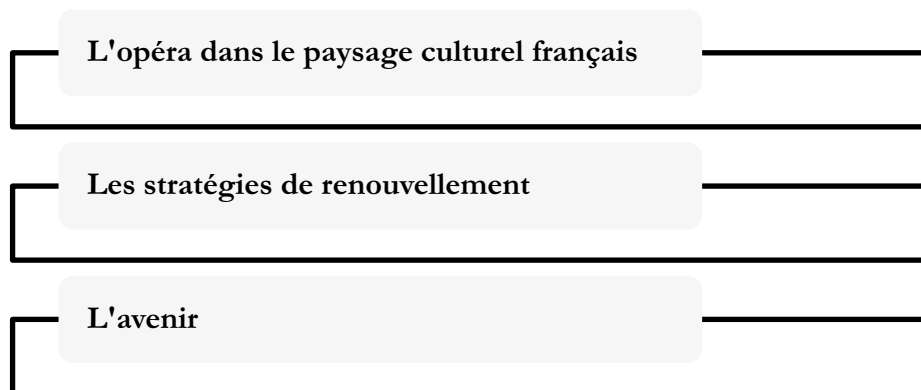 L'opéra dans le paysage culturel français
Les stratégies de renouvellement
L'avenir